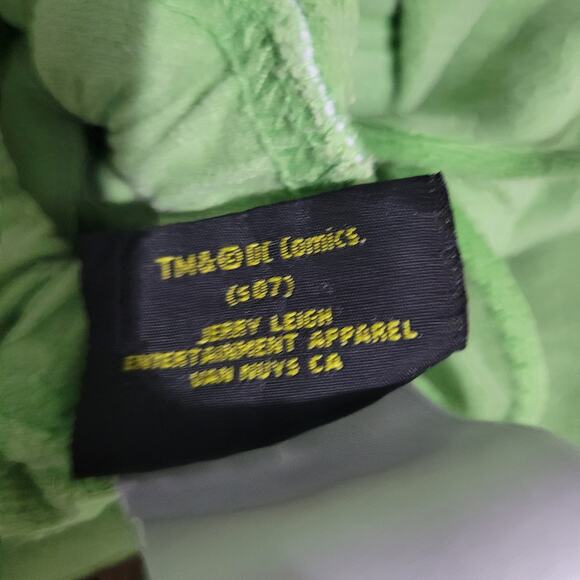 TM&©DC Comics.
(s07)
JERRY LEIGH
ENTERTAINMENT APPAREL
VAN NUYS CA